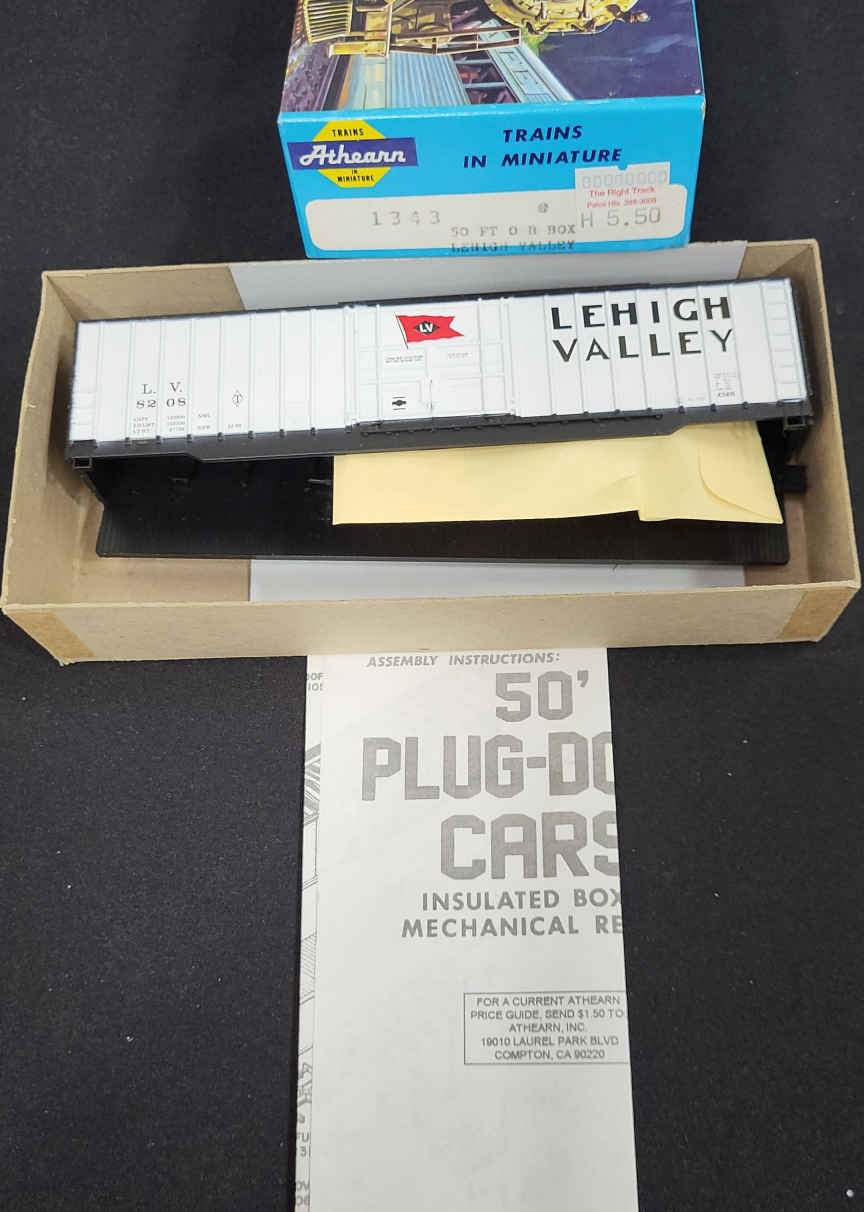 TRAINS
Athearn
IN
MINIATURE
TRAINS
IN MINIATURE
00000000
The Right Track
H 5.50
1343 @
50 FT O B BOX
LEHIGH VALLEY
LV
LEHIGH
VALLEY
L. V.
8208
ASSEMBLY INSTRUCTIONS:
50'
PLUG-DO
CARS
INSULATED BOX
MECHANICAL RE
FOR A CURRENT ATHEARN
PRICE GUIDE, SEND $1.50 TO
ATHEARN, INC.
19010 LAUREL PARK BLVD
COMPTON, CA 90220